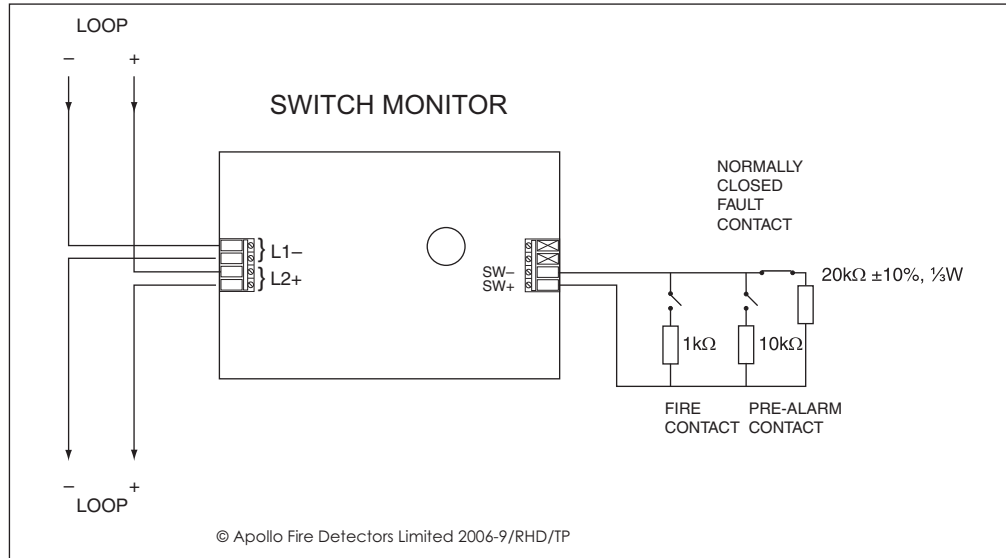 LOOP
– +
SWITCH MONITOR
NORMALLY
CLOSED
FAULT
CONTACT
} L1–
} L2+
SW–
SW+
20kΩ ±10%, ⅓W
1kΩ
10kΩ
FIRE
CONTACT
PRE-ALARM
CONTACT
– +
LOOP
© Apollo Fire Detectors Limited 2006-9/RHD/TP